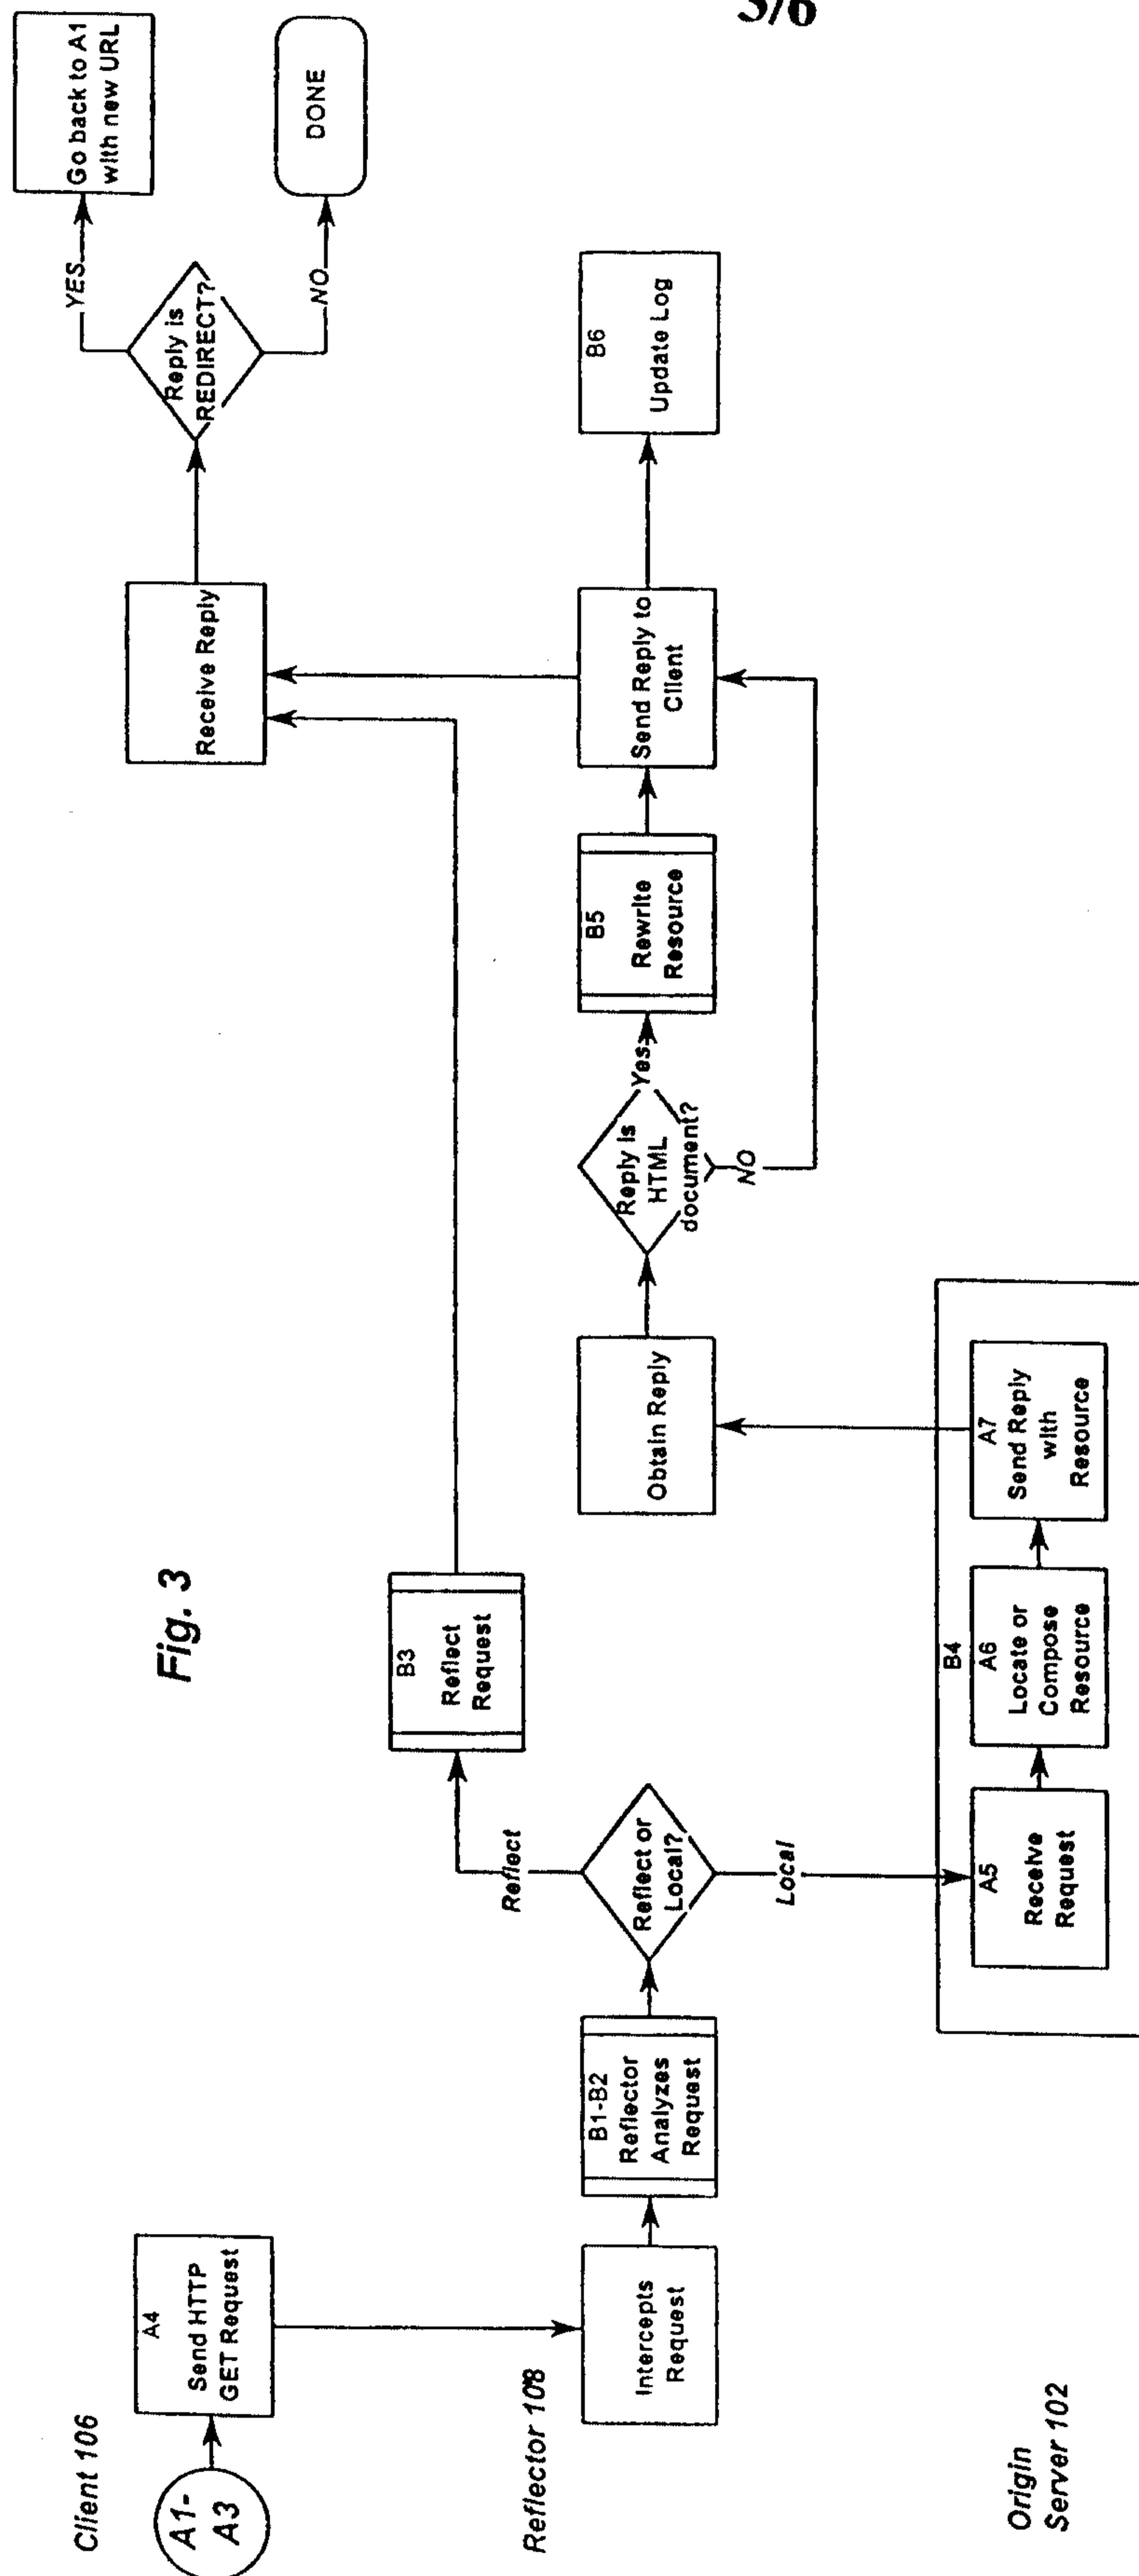 3/6
Fig. 3
Client 106
A1-
A3
A4
Send HTTP
GET Request
Receive Reply
Reply is
REDIRECT?
YES
Go back to A1
with new URL
NO
DONE
Reflector 108
Intercepts
Request
B1-B2
Reflector
Analyzes
Request
Reflect or
Local?
Reflect
B3
Reflect
Request
Local
Obtain Reply
Reply is
HTML
document?
Yes
NO
B5
Rewrite
Resource
Send Reply to
Client
B6
Update Log
Origin
Server 102
B4
A5
Receive
Request
A6
Locate or
Compose
Resource
A7
Send Reply
with
Resource